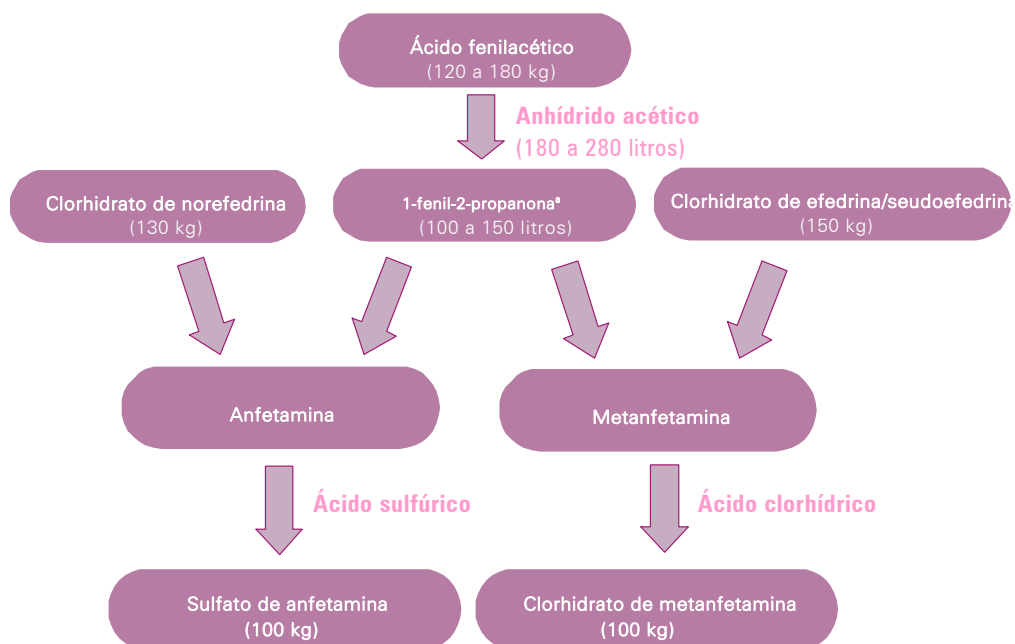 Ácido fenilacético
(120 a 180 kg)
Anhídrido acético
(180 a 280 litros)
Clorhidrato de norefedrina
(130 kg)
1-fenil-2-propanonaª
(100 a 150 litros)
Clorhidrato de efedrina/seudoefedrina
(150 kg)
Anfetamina
Metanfetamina
Ácido sulfúrico
Ácido clorhídrico
Sulfato de anfetamina
(100 kg)
Clorhidrato de metanfetamina
(100 kg)